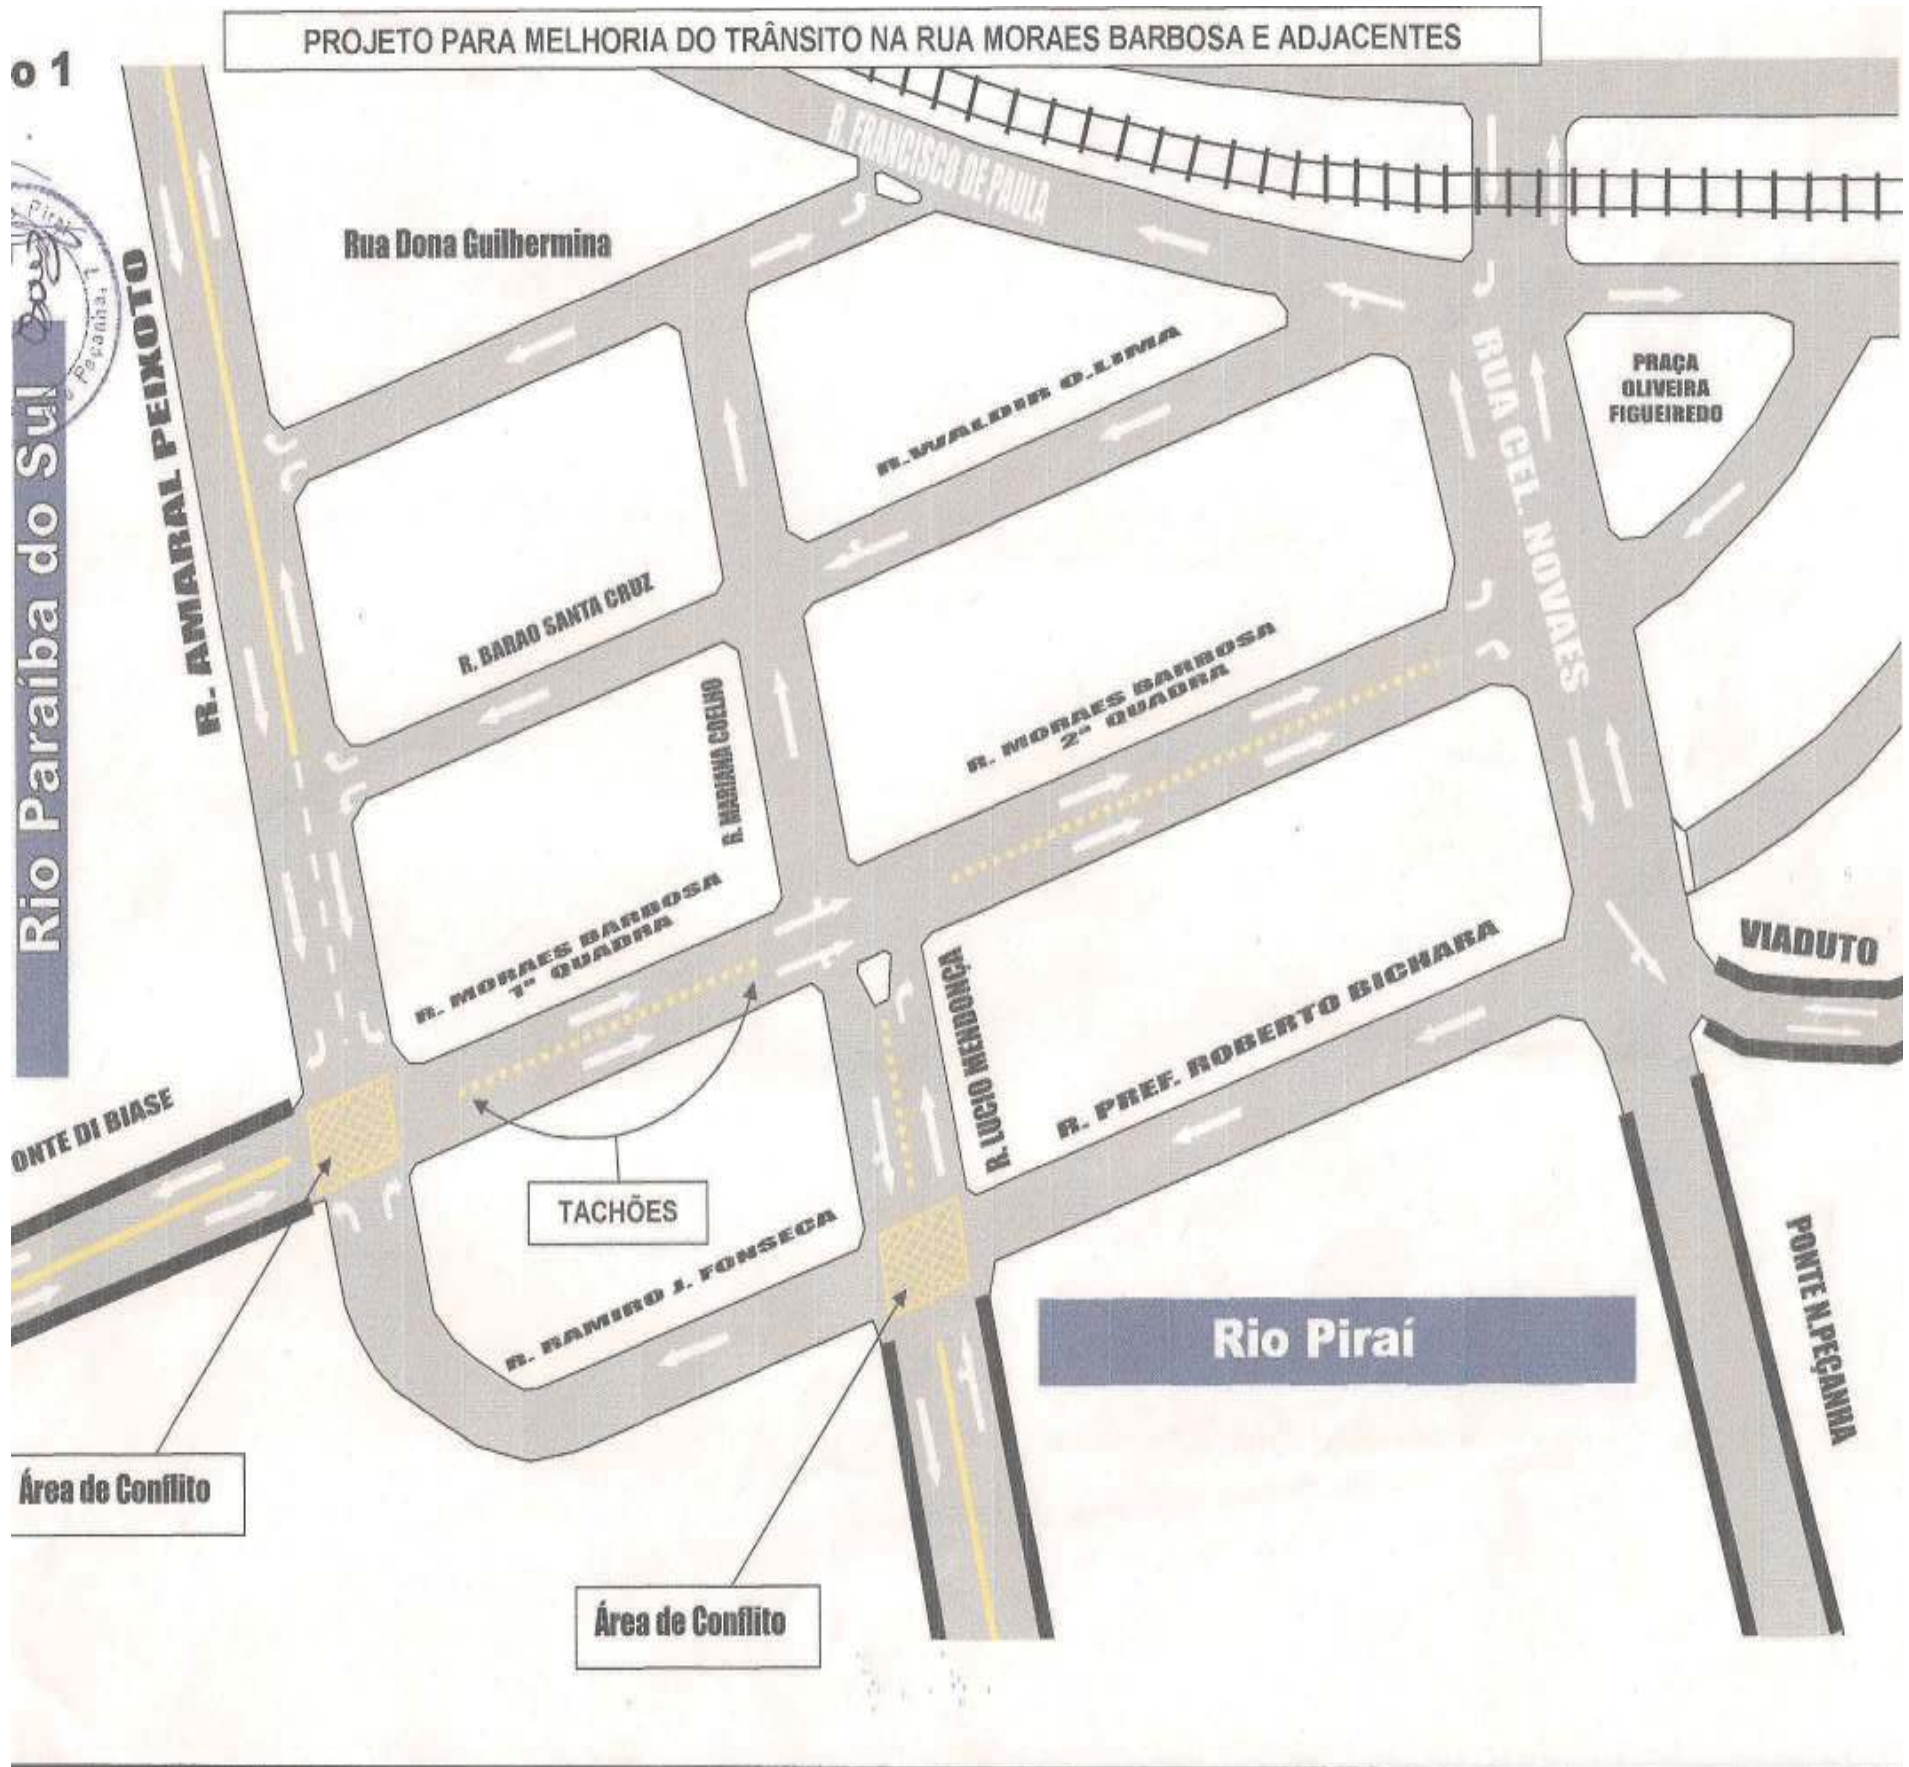 PROJETO PARA MELHORIA DO TRÂNSITO NA RUA MORAES BARBOSA E ADJACENTES
o 1
R. FRANCISCO DE PAULA
Rua Dona Guilhermina
R. AMARAL PEIXOTO
Rio Paraíba do Sul
R. WALDIR O. LIMA
RUA CEL. NOVAES
PRAÇA
OLIVEIRA
FIGUEIREDO
R. BARAO SANTA CRUZ
R. MARIANA COELHO
R. MORAES BARBOSA
2ª QUADRA
R. MORAES BARBOSA
1ª QUADRA
R. LUCIO MENDONÇA
R. PREF. ROBERTO BICHARA
VIADUTO
ONTE DI BIASE
TACHÕES
R. RAMIRO J. FONSECA
Rio Piraí
PONTE N.PEÇANHA
Área de Conflito
Área de Conflito